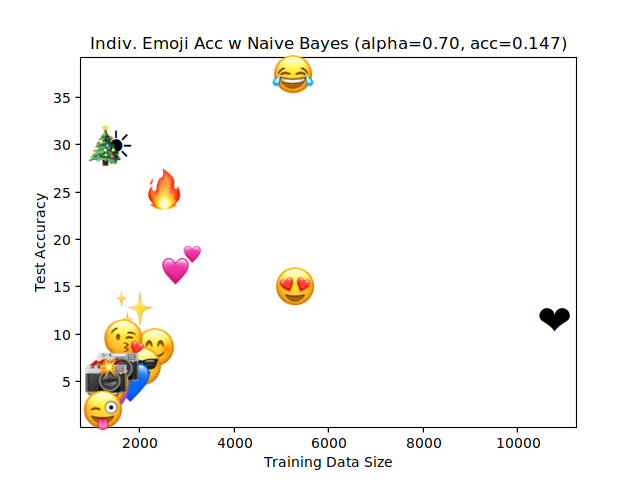 Indiv. Emoji Acc w Naive Bayes (alpha=0.70, acc=0.147)
35
30
25
20
15
10
5
Test Accuracy
2000 4000 6000 8000 10000
Training Data Size